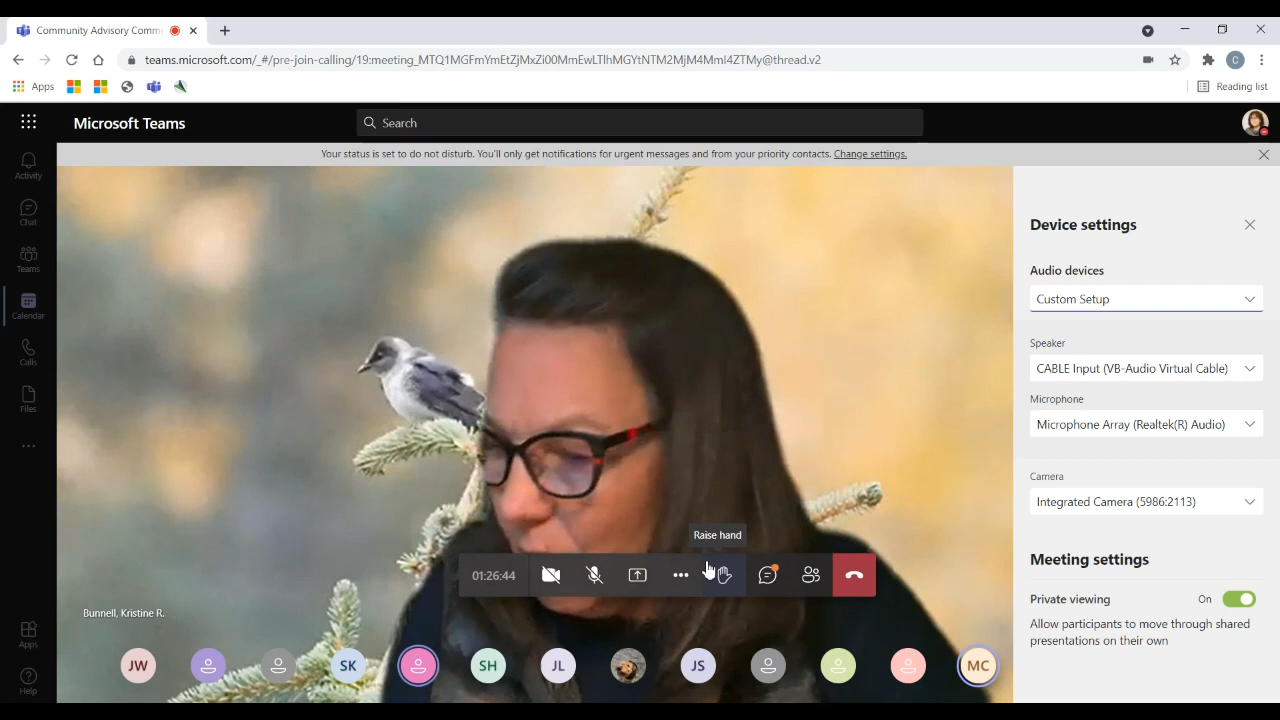 Community Advisory Comm
teams.microsoft.com/_#/pre-join-calling/19:meeting_MTQ1MGFmYmEtZjMxZi00MmEwLTlhMGYtNTM2MjM4MmI4ZTMy@thread.v2
C
Apps
Reading list
Microsoft Teams
Search
Your status is set to do not disturb. You'll only get notifications for urgent messages and from your priority contacts. Change settings.
Activity
Chat
Teams
Calendar
Calls
Files
Apps
Help
Device settings
Audio devices
Custom Setup
Speaker
CABLE Input (VB-Audio Virtual Cable)
Microphone
Microphone Array (Realtek(R) Audio)
Camera
Integrated Camera (5986:2113)
Meeting settings
Private viewing On
Allow participants to move through shared
presentations on their own
Raise hand
01:26:44
Bunnell, Kristine R.
JW SK SH JL JS MC